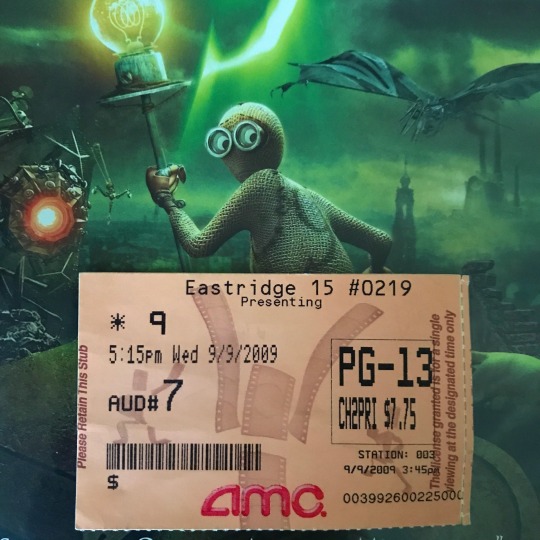 Eastridge 15 #0219
Presenting
* 9
5:15pm Wed 9/9/2009
PG-13
AUD#7
CH2PRI $7.75
STATION: 003
9/9/2009 3:45pm
$
amc
003992600225000
Please Retain This Stub
This license granted is for a single
viewing at the designated time only